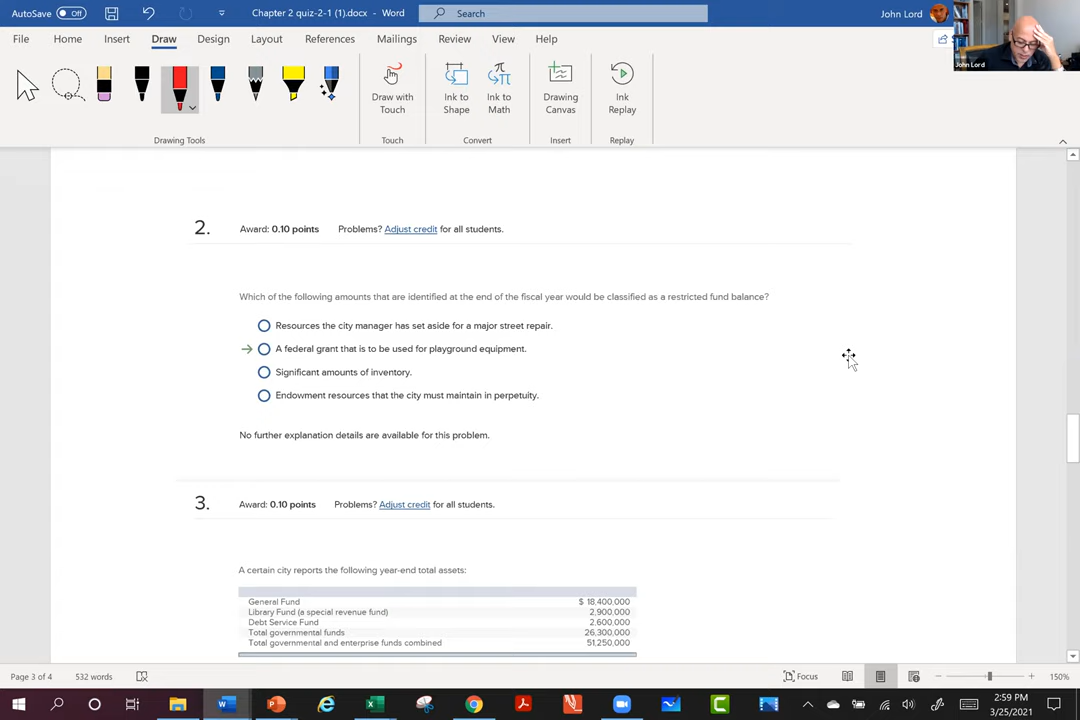 AutoSave Off Chapter 2 quiz-2-1 (1).docx - Word Search John Lord
File Home Insert Draw Design Layout References Mailings Review View Help
John Lord
Draw with Touch
Ink to Shape
Ink to Math
Drawing Canvas
Ink Replay
Drawing Tools Touch Convert Insert Replay
2. Award: 0.10 points Problems? Adjust credit for all students.
Which of the following amounts that are identified at the end of the fiscal year would be classified as a restricted fund balance?
Resources the city manager has set aside for a major street repair.
A federal grant that is to be used for playground equipment.
Significant amounts of inventory.
Endowment resources that the city must maintain in perpetuity.
No further explanation details are available for this problem.
3. Award: 0.10 points Problems? Adjust credit for all students.
A certain city reports the following year-end total assets:
General Fund $ 18,400,000
Library Fund (a special revenue fund) 2,900,000
Debt Service Fund 2,600,000
Total governmental funds 26,300,000
Total governmental and enterprise funds combined 51,250,000
Page 3 of 4 532 words Focus 150%
2:59 PM
3/25/2021